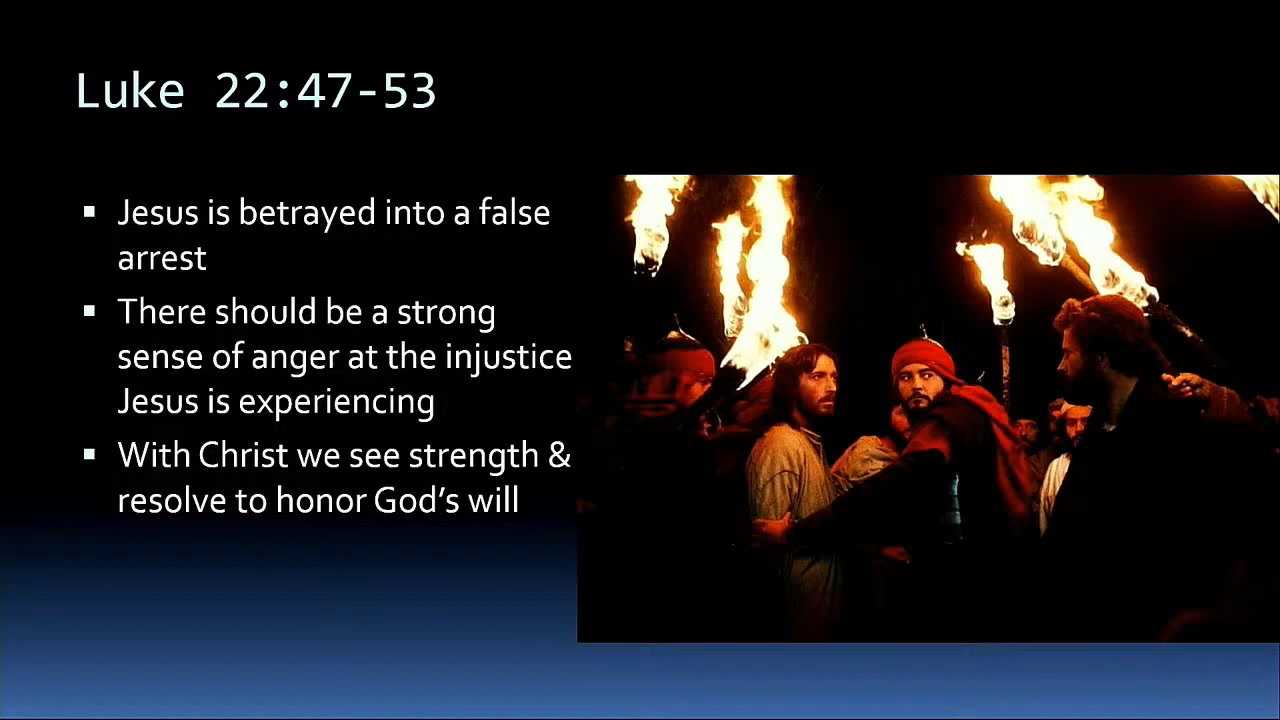 Luke 22:47-53
▪ Jesus is betrayed into a false
arrest
▪ There should be a strong
sense of anger at the injustice
Jesus is experiencing
▪ With Christ we see strength &
resolve to honor God’s will